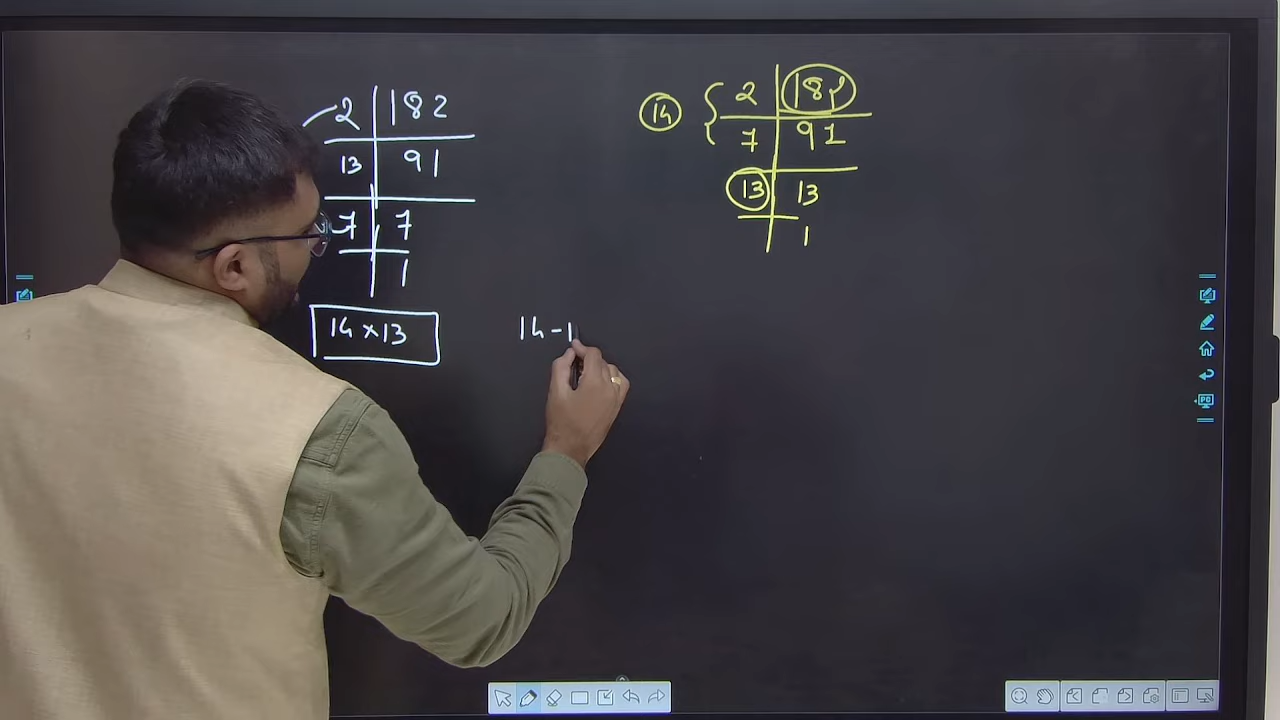 2 | 182
13 | 91
7 | 7
1
14 × 13
14 - 1
14 { 2 | 182
7 | 91
13 | 13
1